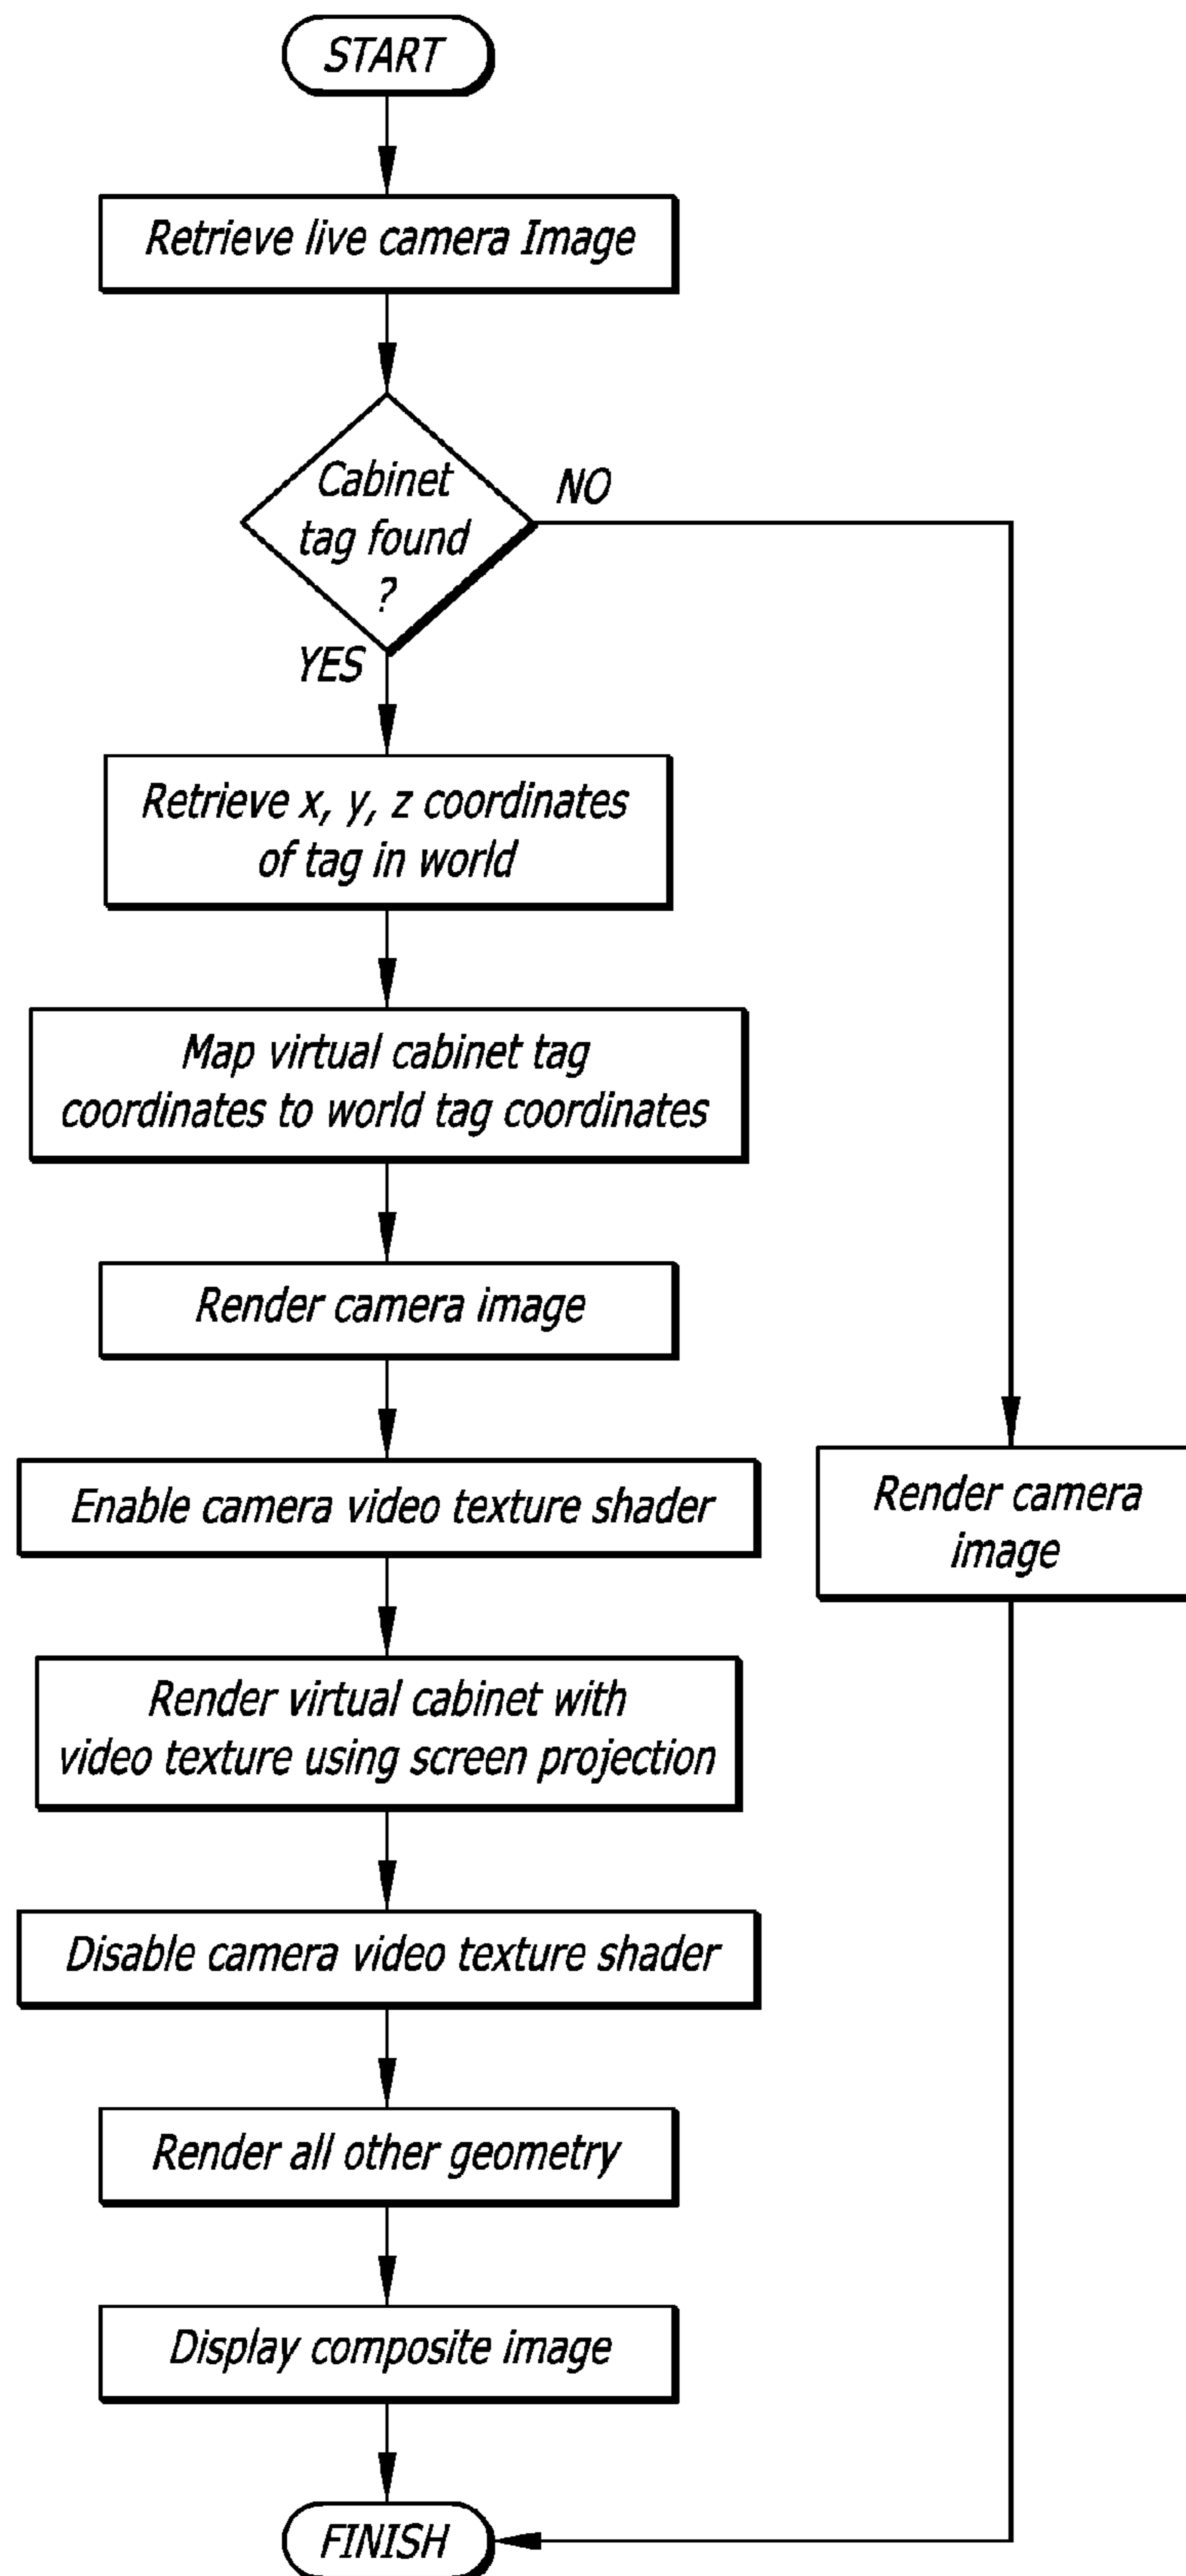 START
Retrieve live camera Image
Cabinet
tag found
?
NO
YES
Retrieve x, y, z coordinates
of tag in world
Map virtual cabinet tag
coordinates to world tag coordinates
Render camera image
Enable camera video texture shader
Render camera
image
Render virtual cabinet with
video texture using screen projection
Disable camera video texture shader
Render all other geometry
Display composite image
FINISH